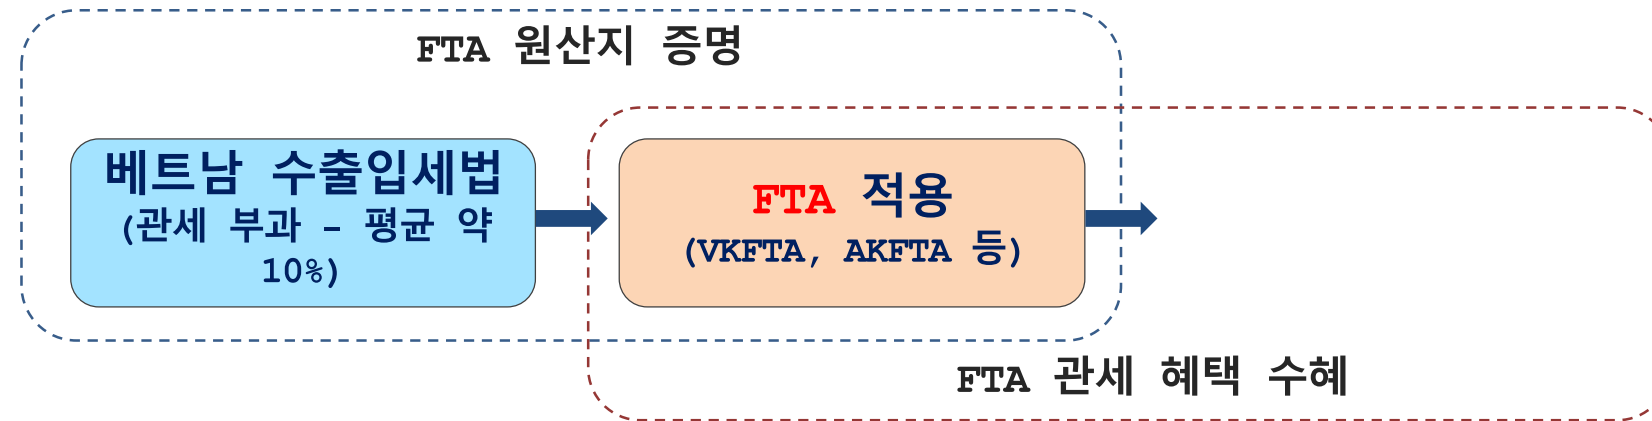 FTA 원산지 증명
베트남 수출입세법
(관세 부과 – 평균 약
10%)
FTA 적용
(VKFTA, AKFTA 등)
FTA 관세 혜택 수혜